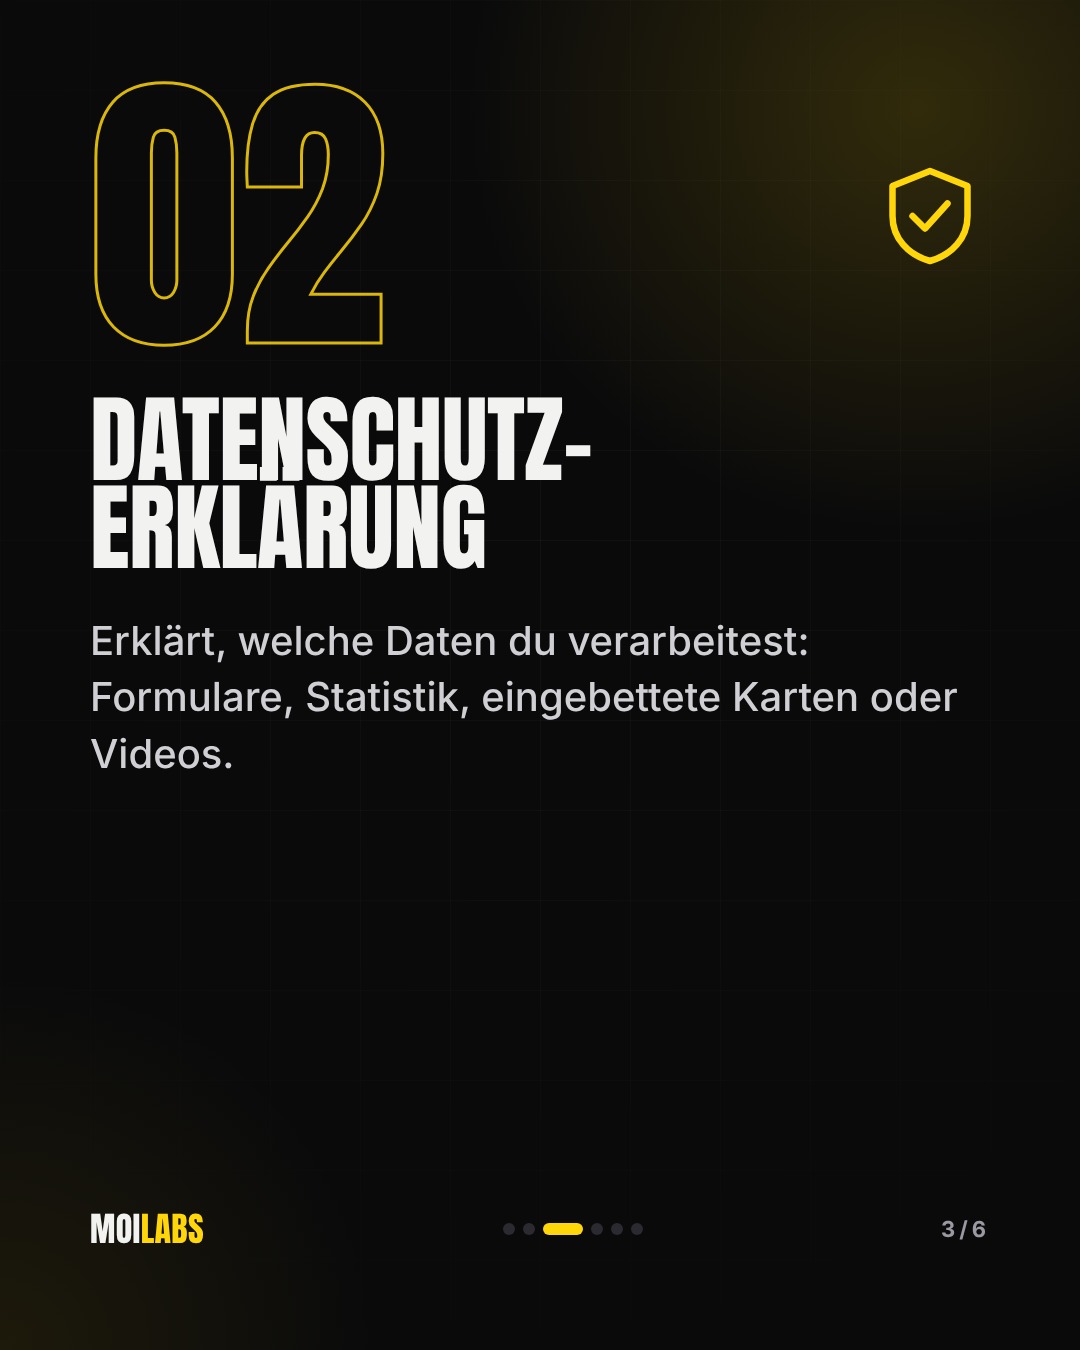 02
DATENSCHUTZ-
ERKLÄRUNG
Erklärt, welche Daten du verarbeitest:
Formulare, Statistik, eingebettete Karten oder
Videos.
MOILABS
3/6